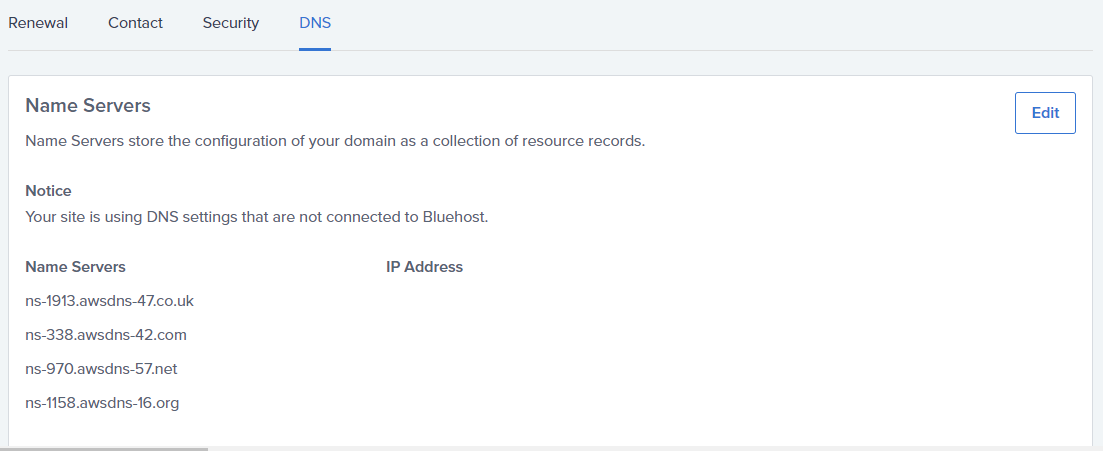 Renewal Contact Security DNS
Name Servers
Edit
Name Servers store the configuration of your domain as a collection of resource records.
Notice
Your site is using DNS settings that are not connected to Bluehost.
Name Servers IP Address
ns-1913.awsdns-47.co.uk
ns-338.awsdns-42.com
ns-970.awsdns-57.net
ns-1158.awsdns-16.org